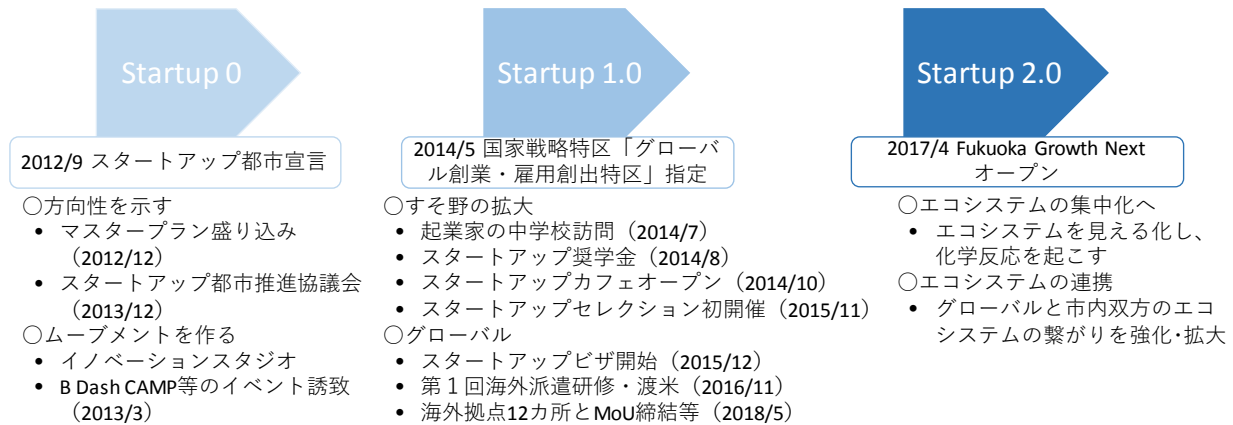 Startup 0
2012/9 スタートアップ都市宣言
○方向性を示す
• マスタープラン盛り込み
（2012/12）
• スタートアップ都市推進協議会
（2013/12）
○ムーブメントを作る
• イノベーションスタジオ
• B Dash CAMP等のイベント誘致
（2013/3）
Startup 1.0
2014/5 国家戦略特区「グローバ
ル創業・雇用創出特区」指定
○すそ野の拡大
• 起業家の中学校訪問（2014/7）
• スタートアップ奨学金（2014/8）
• スタートアップカフェオープン（2014/10）
• スタートアップセレクション初開催（2015/11）
○グローバル
• スタートアップビザ開始（2015/12）
• 第１回海外派遣研修・渡米（2016/11）
• 海外拠点12カ所とMoU締結等（2018/5）
Startup 2.0
2017/4 Fukuoka Growth Next
オープン
○エコシステムの集中化へ
• エコシステムを見える化し、
化学反応を起こす
○エコシステムの連携
• グローバルと市内双方のエコ
システムの繋がりを強化･拡大